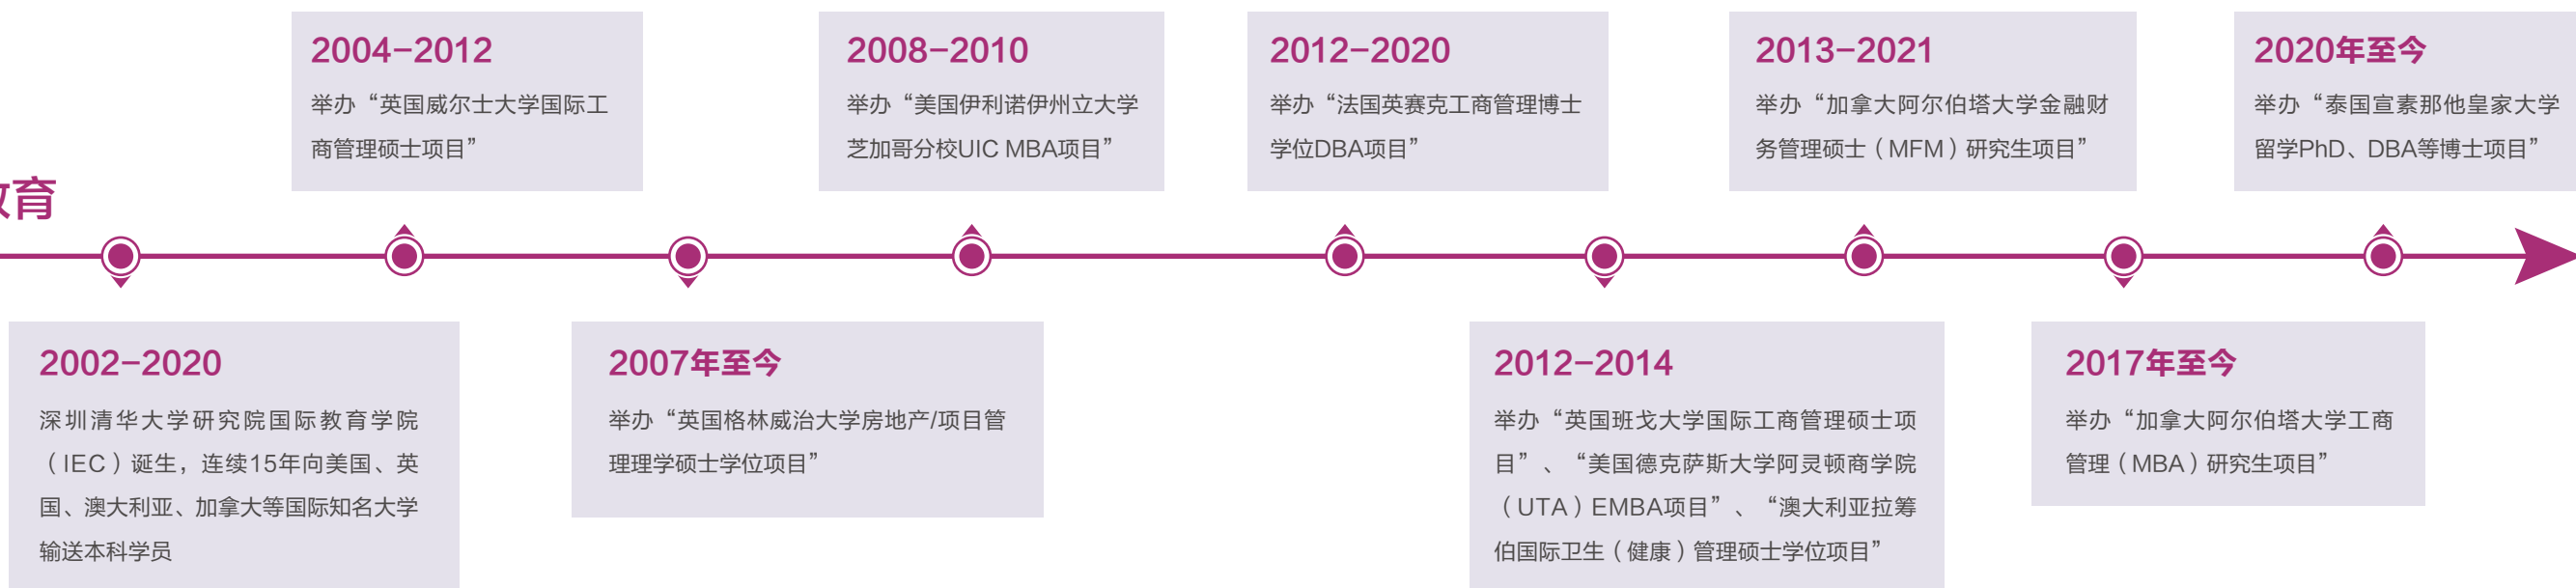 2004-2012
举办“英国威尔士大学国际工
商管理硕士项目”
2008-2010
举办“美国伊利诺伊州立大学
芝加哥分校UIC MBA项目”
2012-2020
举办“法国英赛克工商管理博士
学位DBA项目”
2013-2021
举办“加拿大阿尔伯塔大学金融财
务管理硕士（MFM）研究生项目”
2020年至今
举办“泰国宣素那他皇家大学
留学PhD、DBA等博士项目”
教育
2002-2020
深圳清华大学研究院国际教育学院
（IEC）诞生，连续15年向美国、英
国、澳大利亚、加拿大等国际知名大学
输送本科学员
2007年至今
举办“英国格林威治大学房地产/项目管
理理学硕士学位项目”
2012-2014
举办“英国班戈大学国际工商管理硕士项
目”、“美国德克萨斯大学阿灵顿商学院
（UTA）EMBA项目”、“澳大利亚拉筹
伯国际卫生（健康）管理硕士学位项目”
2017年至今
举办“加拿大阿尔伯塔大学工商
管理（MBA）研究生项目”